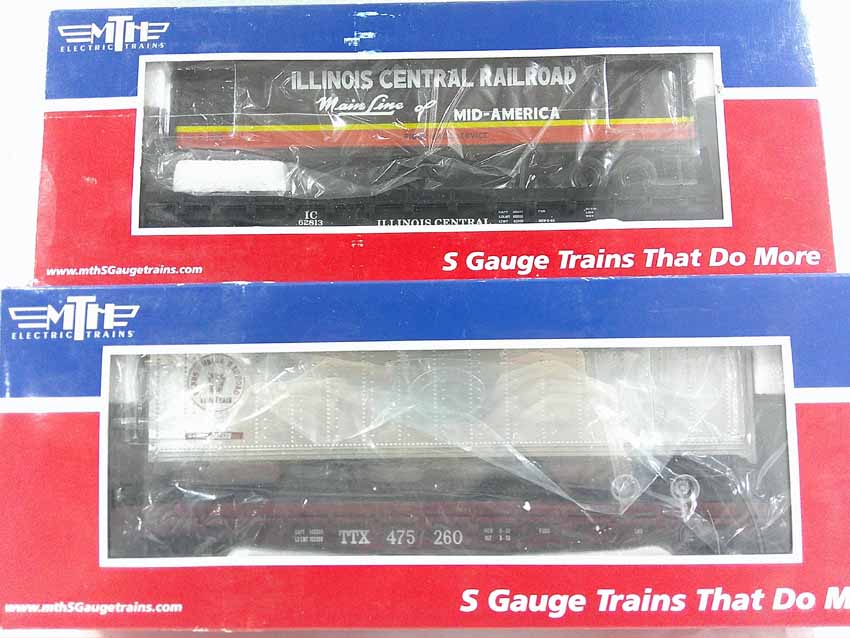 MTH
ELECTRIC TRAINS
ILLINOIS CENTRAL RAILROAD
Main Line of MID-AMERICA
SERVICE
IC
62813
ILLINOIS CENTRAL
www.mthSGaugetrains.com
S Gauge Trains That Do More
MTH
ELECTRIC TRAINS
TTX 475 260
www.mthSGaugetrains.com
S Gauge Trains That Do M